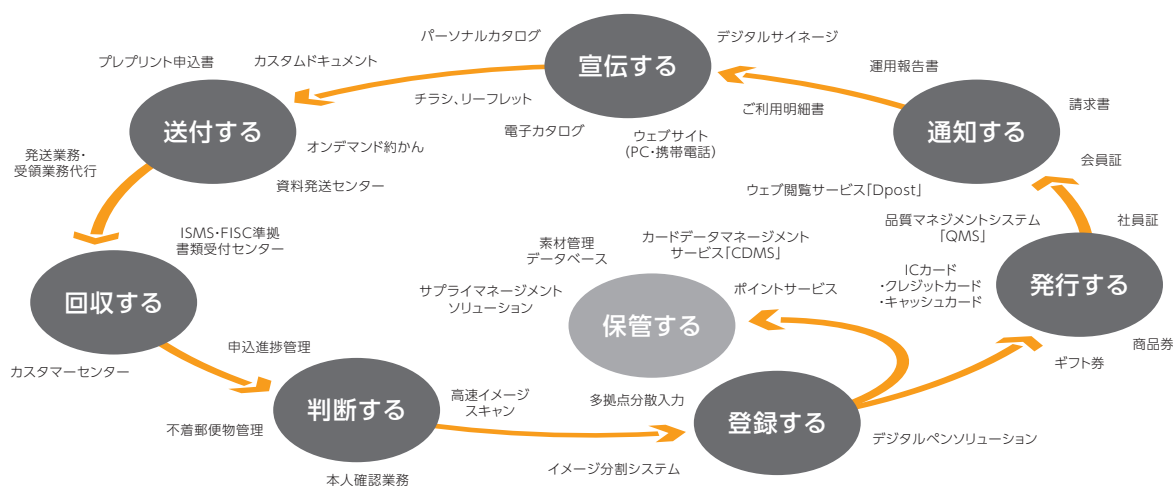 パーソナルカタログ
宣伝する
デジタルサイネージ
プレプリント申込書
カスタムドキュメント
運用報告書
チラシ、リーフレット
ご利用明細書
請求書
送付する
電子カタログ
ウェブサイト
(PC・携帯電話)
通知する
オンデマンド約かん
発送業務・
受領業務代行
会員証
資料発送センター
ウェブ閲覧サービス「Dpost」
ISMS・FISC準拠
書類受付センター
品質マネジメントシステム
「QMS」
社員証
素材管理
データベース
カードデータマネージメント
サービス「CDMS」
ICカード
・クレジットカード
・キャッシュカード
発行する
回収する
サプライマネージメント
ソリューション
ポイントサービス
保管する
商品券
申込進捗管理
ギフト券
カスタマーセンター
判断する
高速イメージ
スキャン
多拠点分散入力
登録する
不着郵便物管理
デジタルペンソリューション
イメージ分割システム
本人確認業務